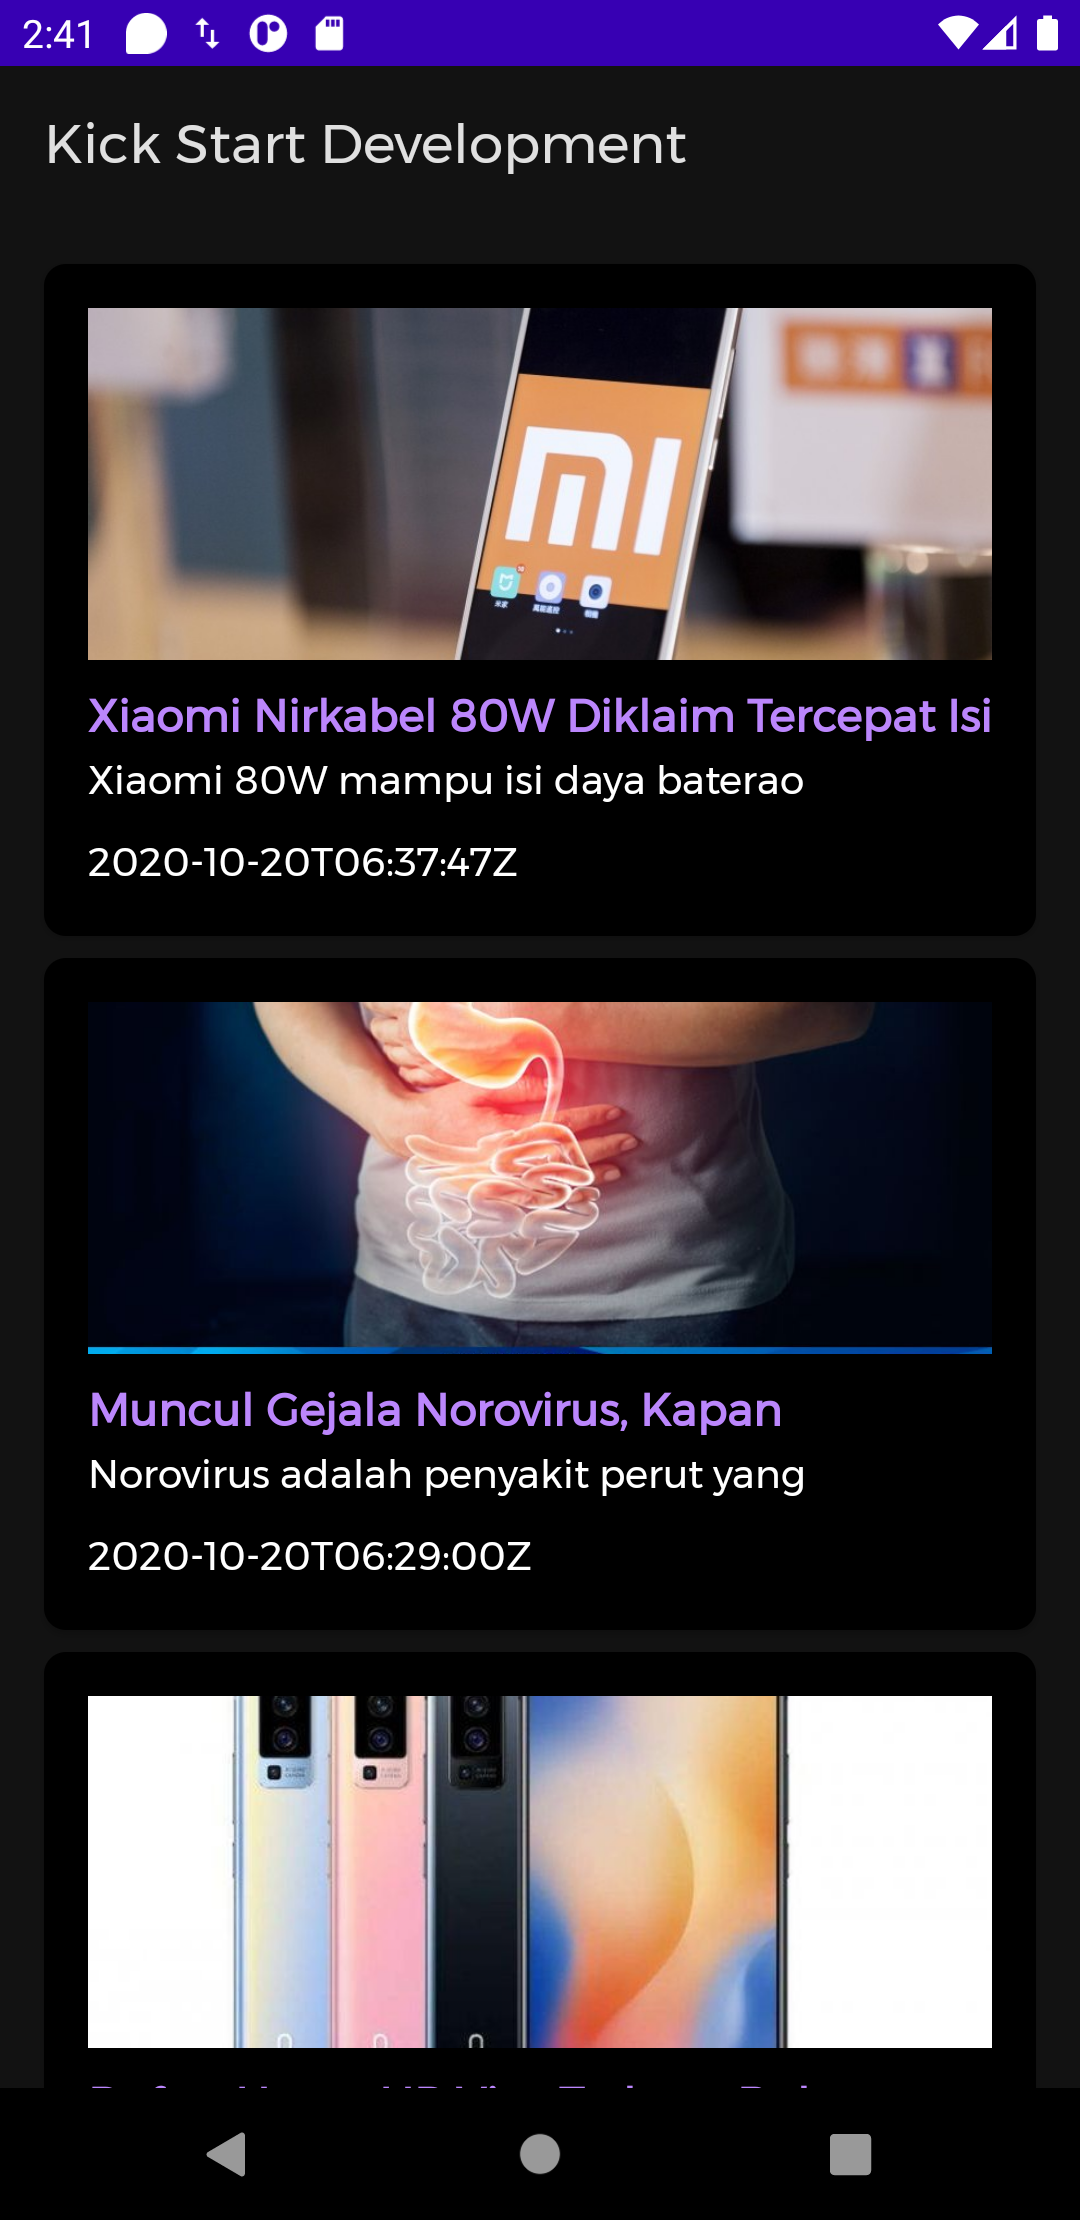 2:41
Kick Start Development
mi
Xiaomi Nirkabel 80W Diklaim Tercepat Isi
Xiaomi 80W mampu isi daya baterao
2020-10-20T06:37:47Z
Muncul Gejala Norovirus, Kapan
Norovirus adalah penyakit perut yang
2020-10-20T06:29:00Z